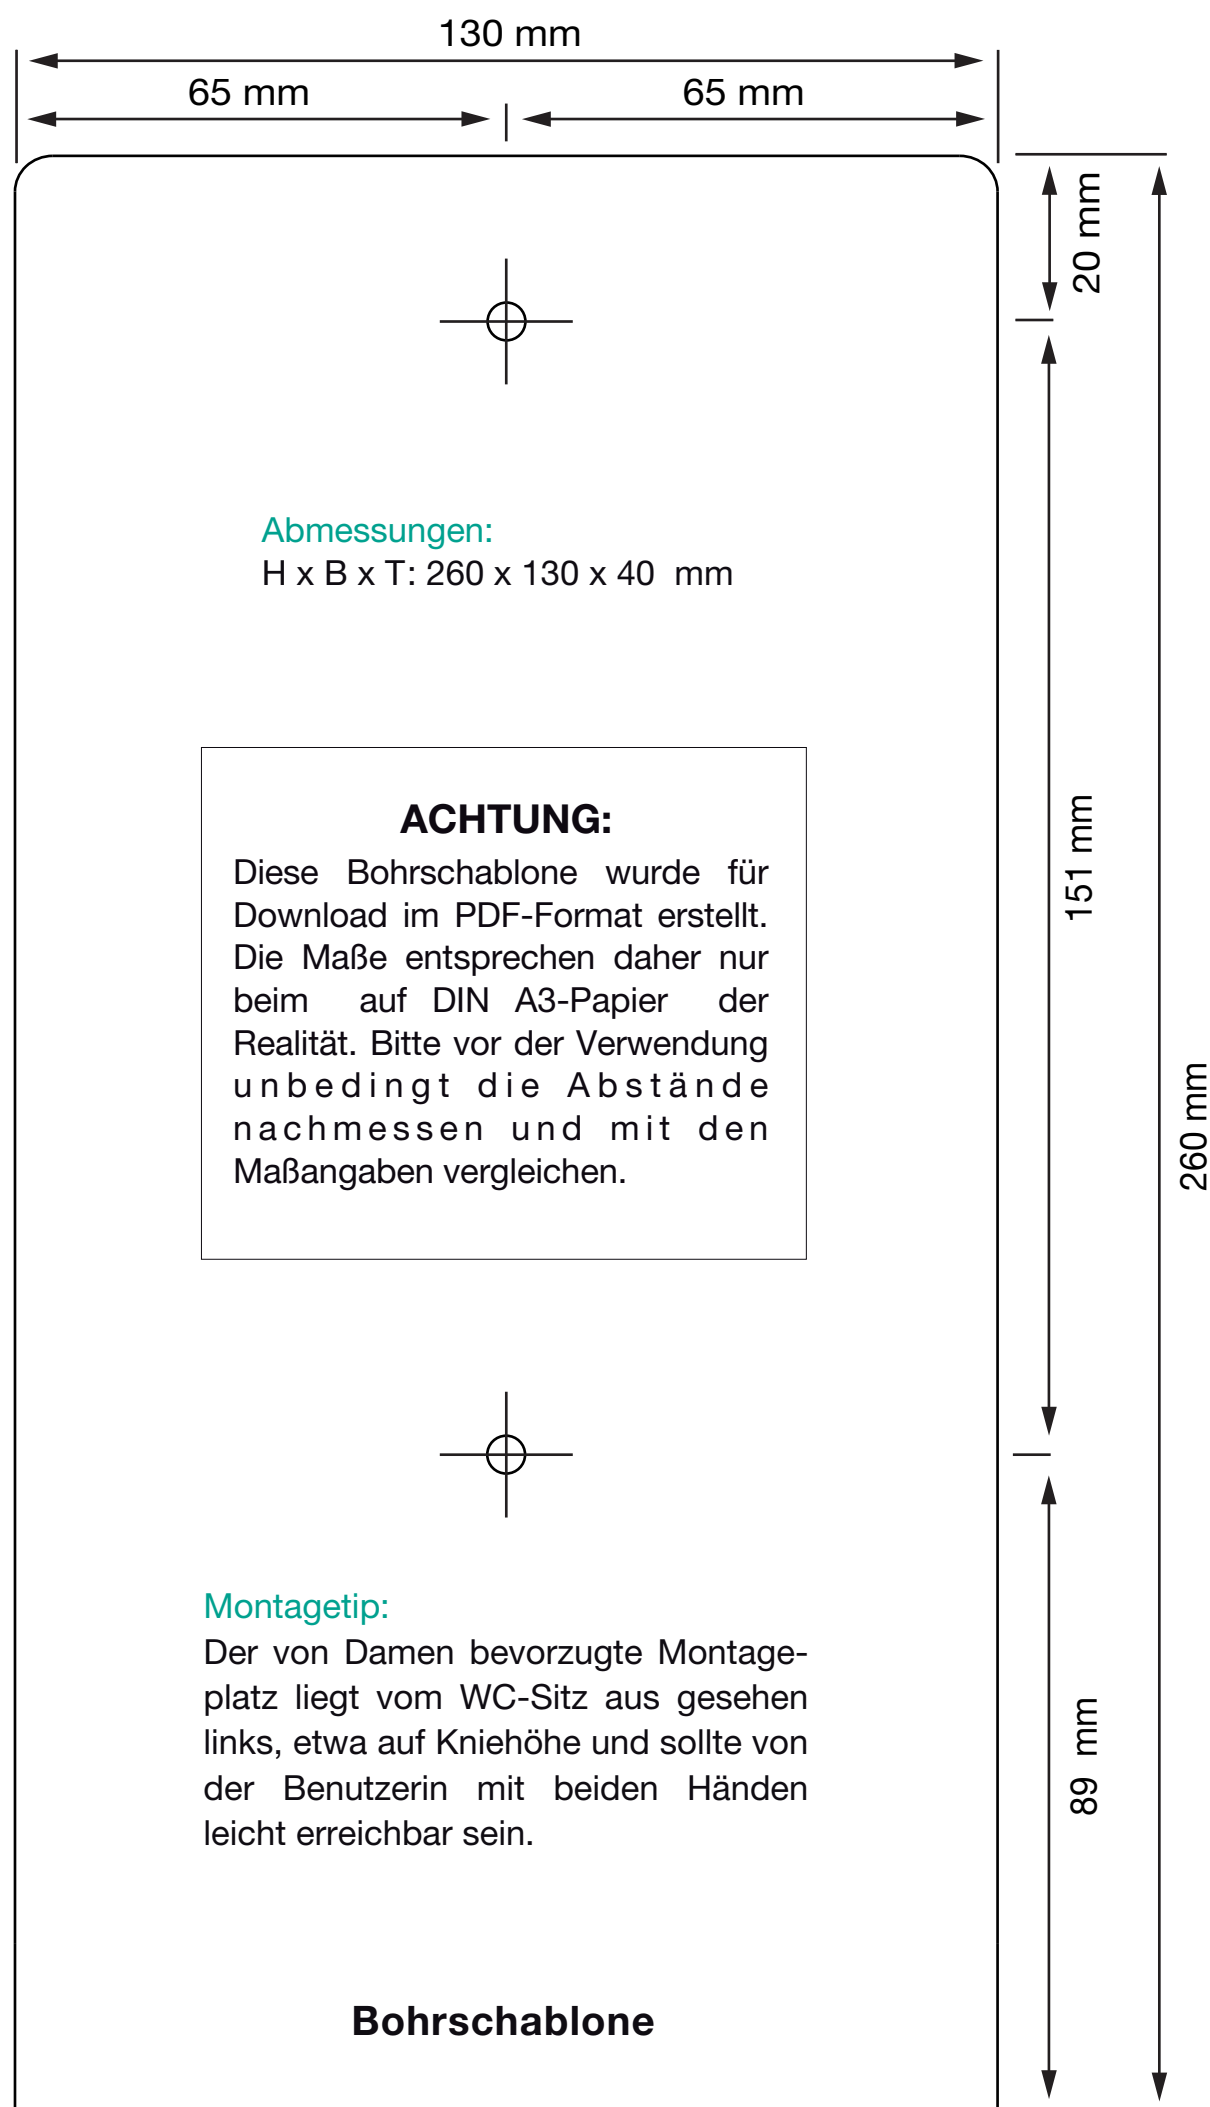 130 mm
65 mm
65 mm
20 mm
Abmessungen:
H x B x T: 260 x 130 x 40 mm
ACHTUNG:
Diese Bohrschablone wurde für
Download im PDF-Format erstellt.
Die Maße entsprechen daher nur
beim auf DIN A3-Papier der
Realität. Bitte vor der Verwendung
unbedingt die Abstände
nachmessen und mit den
Maßangaben vergleichen.
151 mm
260 mm
Montagetip:
Der von Damen bevorzugte Montage-
platz liegt vom WC-Sitz aus gesehen
links, etwa auf Kniehöhe und sollte von
der Benutzerin mit beiden Händen
leicht erreichbar sein.
89 mm
Bohrschablone